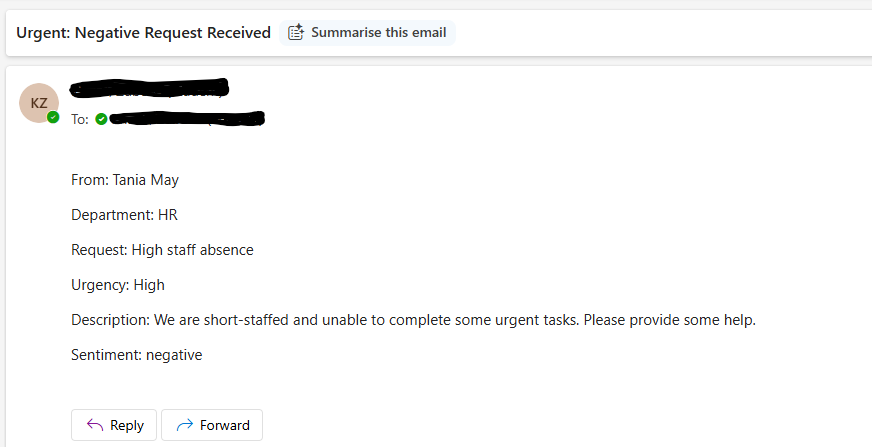 Urgent: Negative Request Received Summarise this email
KZ
To:
From: Tania May
Department: HR
Request: High staff absence
Urgency: High
Description: We are short-staffed and unable to complete some urgent tasks. Please provide some help.
Sentiment: negative
Reply Forward